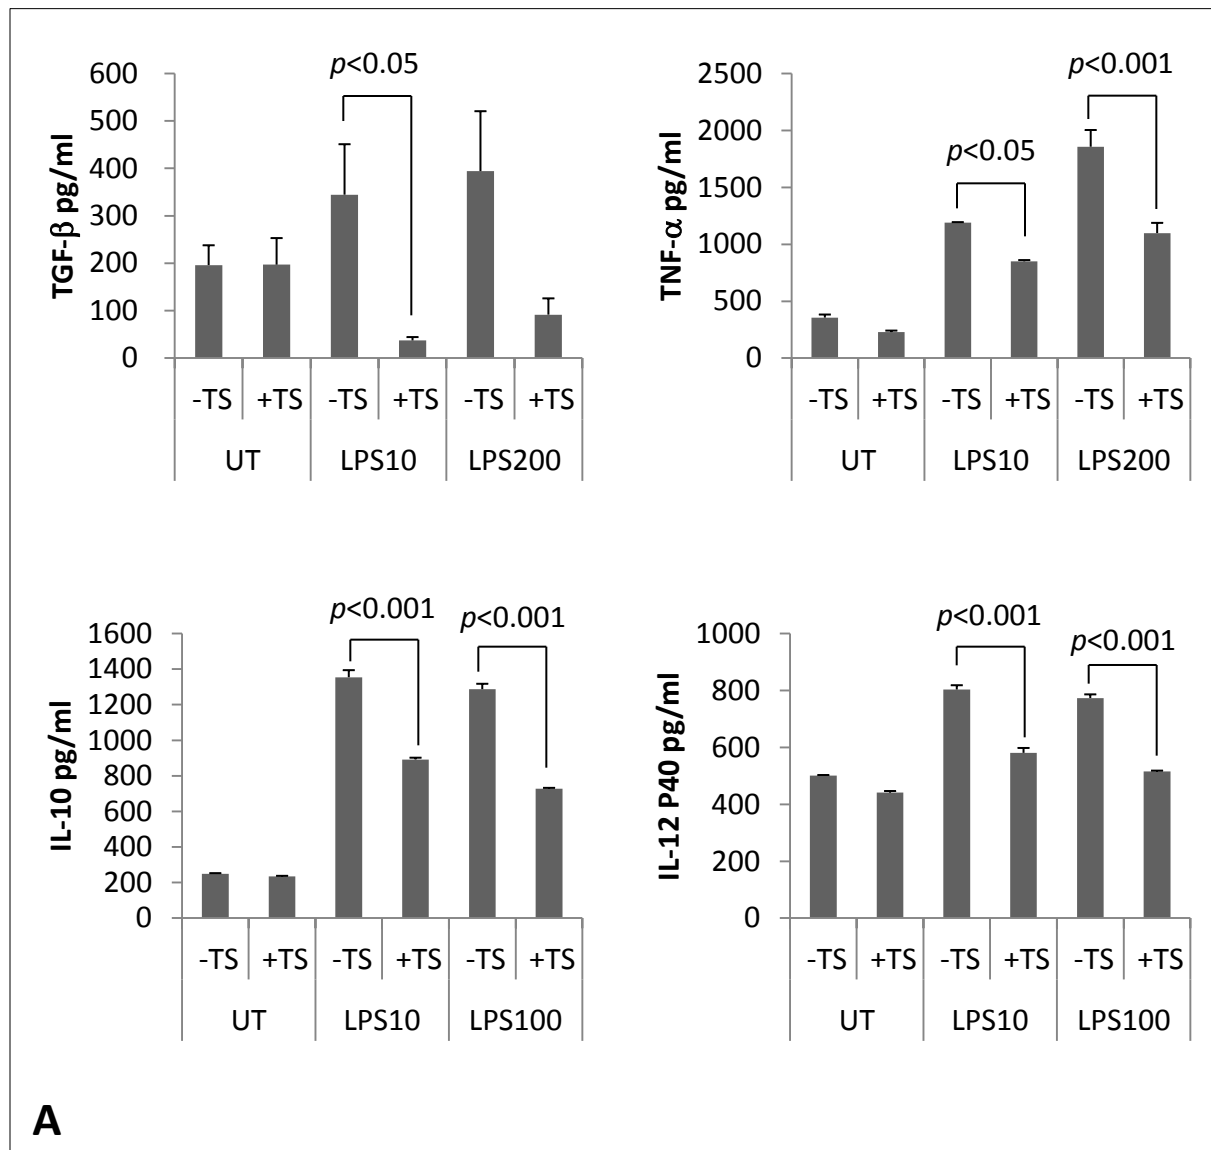 p<0.05
600
500
400
300
200
100
0
TGF-β pg/ml
-TS +TS -TS +TS -TS +TS
UT LPS10 LPS200
p<0.001
p<0.05
2500
2000
1500
1000
500
0
TNF-α pg/ml
-TS +TS -TS +TS -TS +TS
UT LPS10 LPS200
p<0.001 p<0.001
1600
1400
1200
1000
800
600
400
200
0
IL-10 pg/ml
-TS +TS -TS +TS -TS +TS
UT LPS10 LPS100
p<0.001
p<0.001
1000
800
600
400
200
0
IL-12 P40 pg/ml
-TS +TS -TS +TS -TS +TS
UT LPS10 LPS100
A